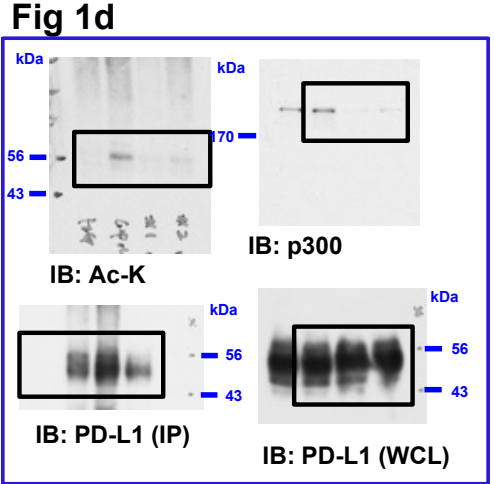 Fig 1d
kDa
56
43
IB: Ac-K
kDa
170
IB: p300
kDa
56
43
IB: PD-L1 (IP)
kDa
56
43
IB: PD-L1 (WCL)